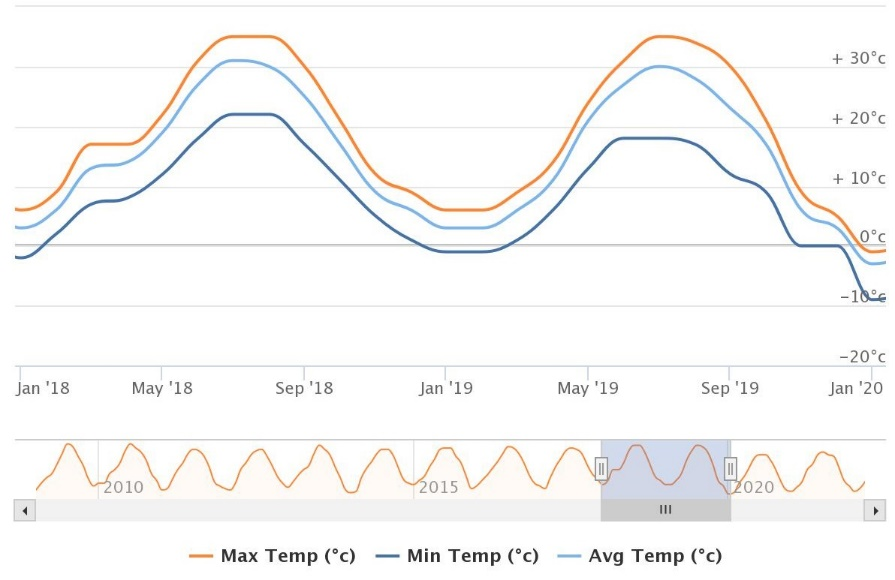 + 30°c
+ 20°c
+ 10°c
0°c
−10°c
−20°c
Jan '18 May '18 Sep '18 Jan '19 May '19 Sep '19 Jan '20
2010 2015 2020
Max Temp (°c) Min Temp (°c) Avg Temp (°c)